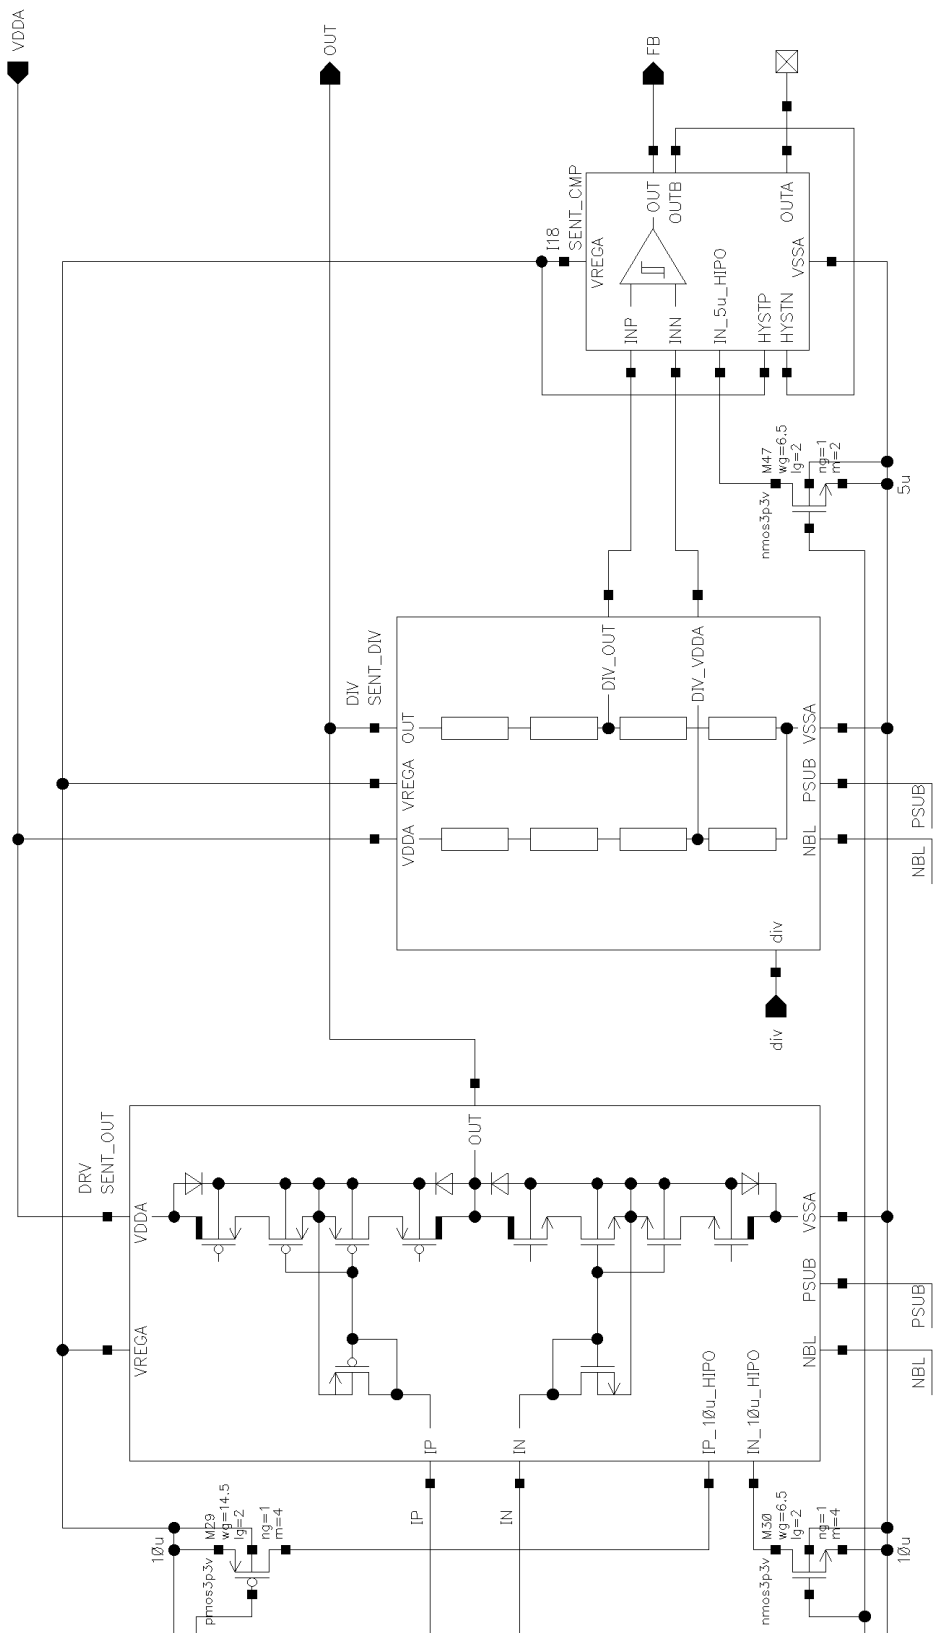 VDDA
OUT
FB
I18
SENT_CMP
VREGA
OUT
OUTB
OUTA
VSSA
INP
INN
IN_5u_HIPO
HYSTP
HYSTN
nmos3p3v
M47
wg=6.5
lg=2
ng=1
m=2
5u
DIV
SENT_DIV
OUT
VREGA
VDDA
DIV_OUT
DIV_VDDA
VSSA
PSUB
NBL
PSUB
NBL
div
div
DRV
SENT_OUT
VDDA
VREGA
OUT
VSSA
PSUB
NBL
PSUB
NBL
IP
IN
IP_10u_HIPO
IN_10u_HIPO
IP
IN
10u
pmos3p3v
M29
wg=14.5
lg=2
ng=1
m=4
nmos3p3v
M30
wg=6.5
lg=2
ng=1
m=4
10u